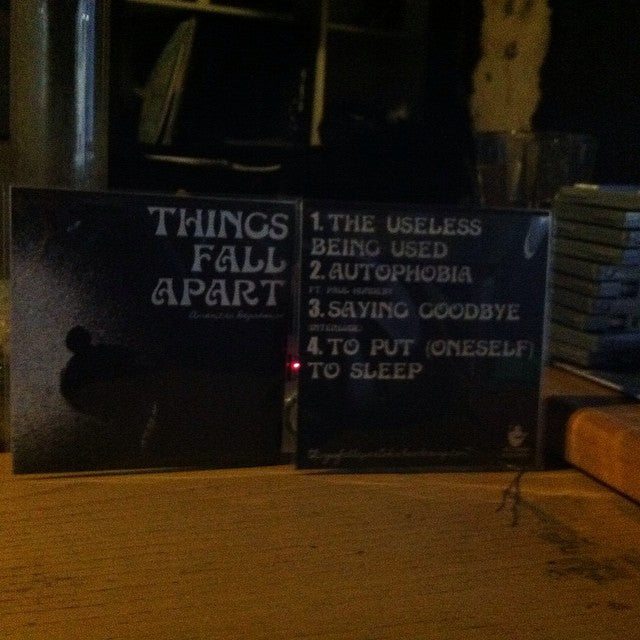 THINGS
FALL
APART
1. THE USELESS
BEING USED
2. AUTOPHOBIA
3. SAYING GOODBYE
INTERLUDE
4. TO PUT (ONESELF)
TO SLEEP